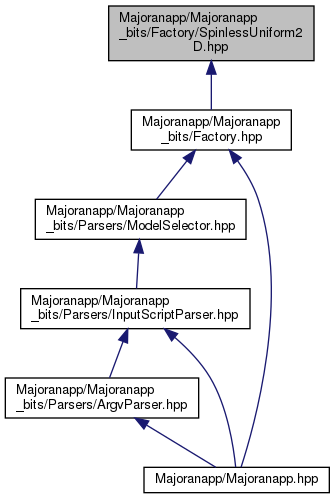 Majoranapp/Majoranapp
_bits/Factory/SpinlessUniform2
D.hpp
Majoranapp/Majoranapp
_bits/Factory.hpp
Majoranapp/Majoranapp
_bits/Parsers/ModelSelector.hpp
Majoranapp/Majoranapp
_bits/Parsers/InputScriptParser.hpp
Majoranapp/Majoranapp
_bits/Parsers/ArgvParser.hpp
Majoranapp/Majoranapp.hpp